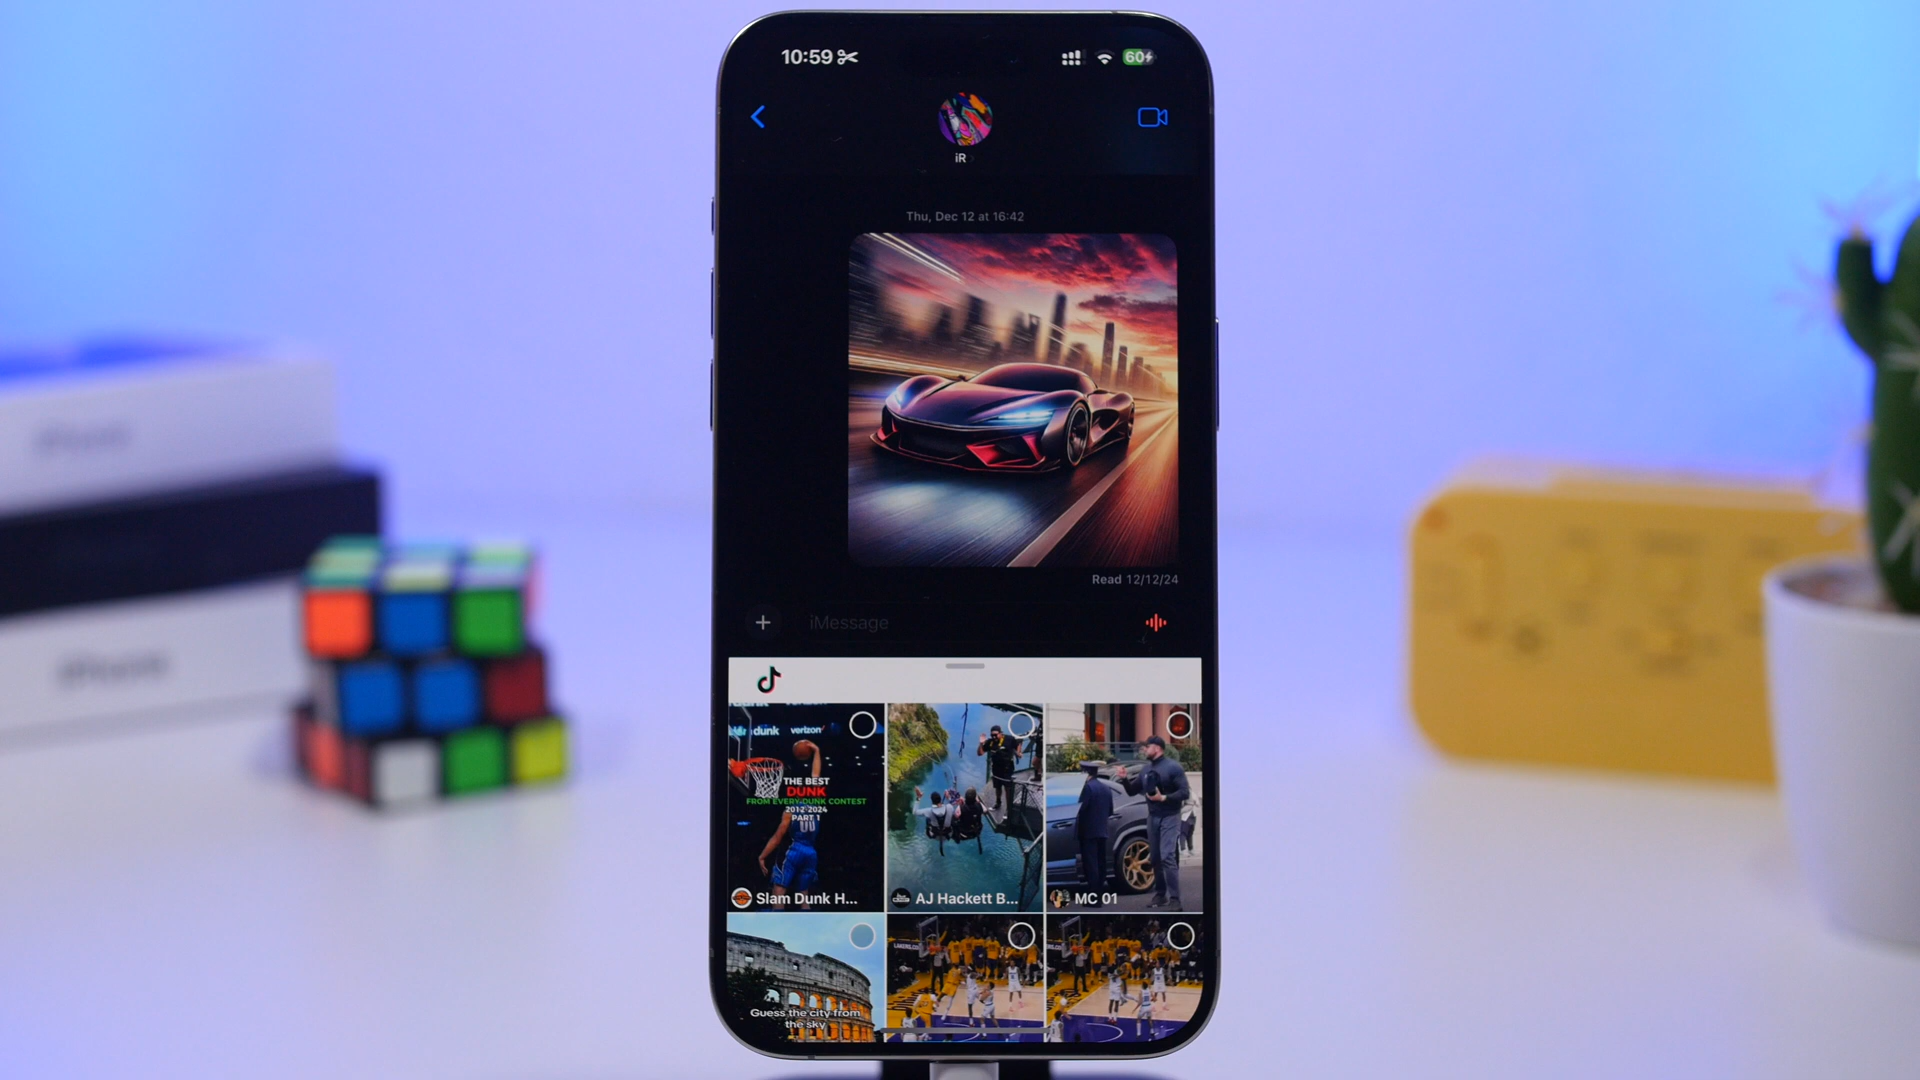 10:59
60
iR
Thu, Dec 12 at 16:42
Read 12/12/24
iMessage
dunk verizon
THE BEST
DUNK
FROM EVERY DUNK CONTEST
2012-2024
PART 1
Slam Dunk H...
AJ Hackett B...
MC 01
Guess the city from
the sky
iPhone
iPhone